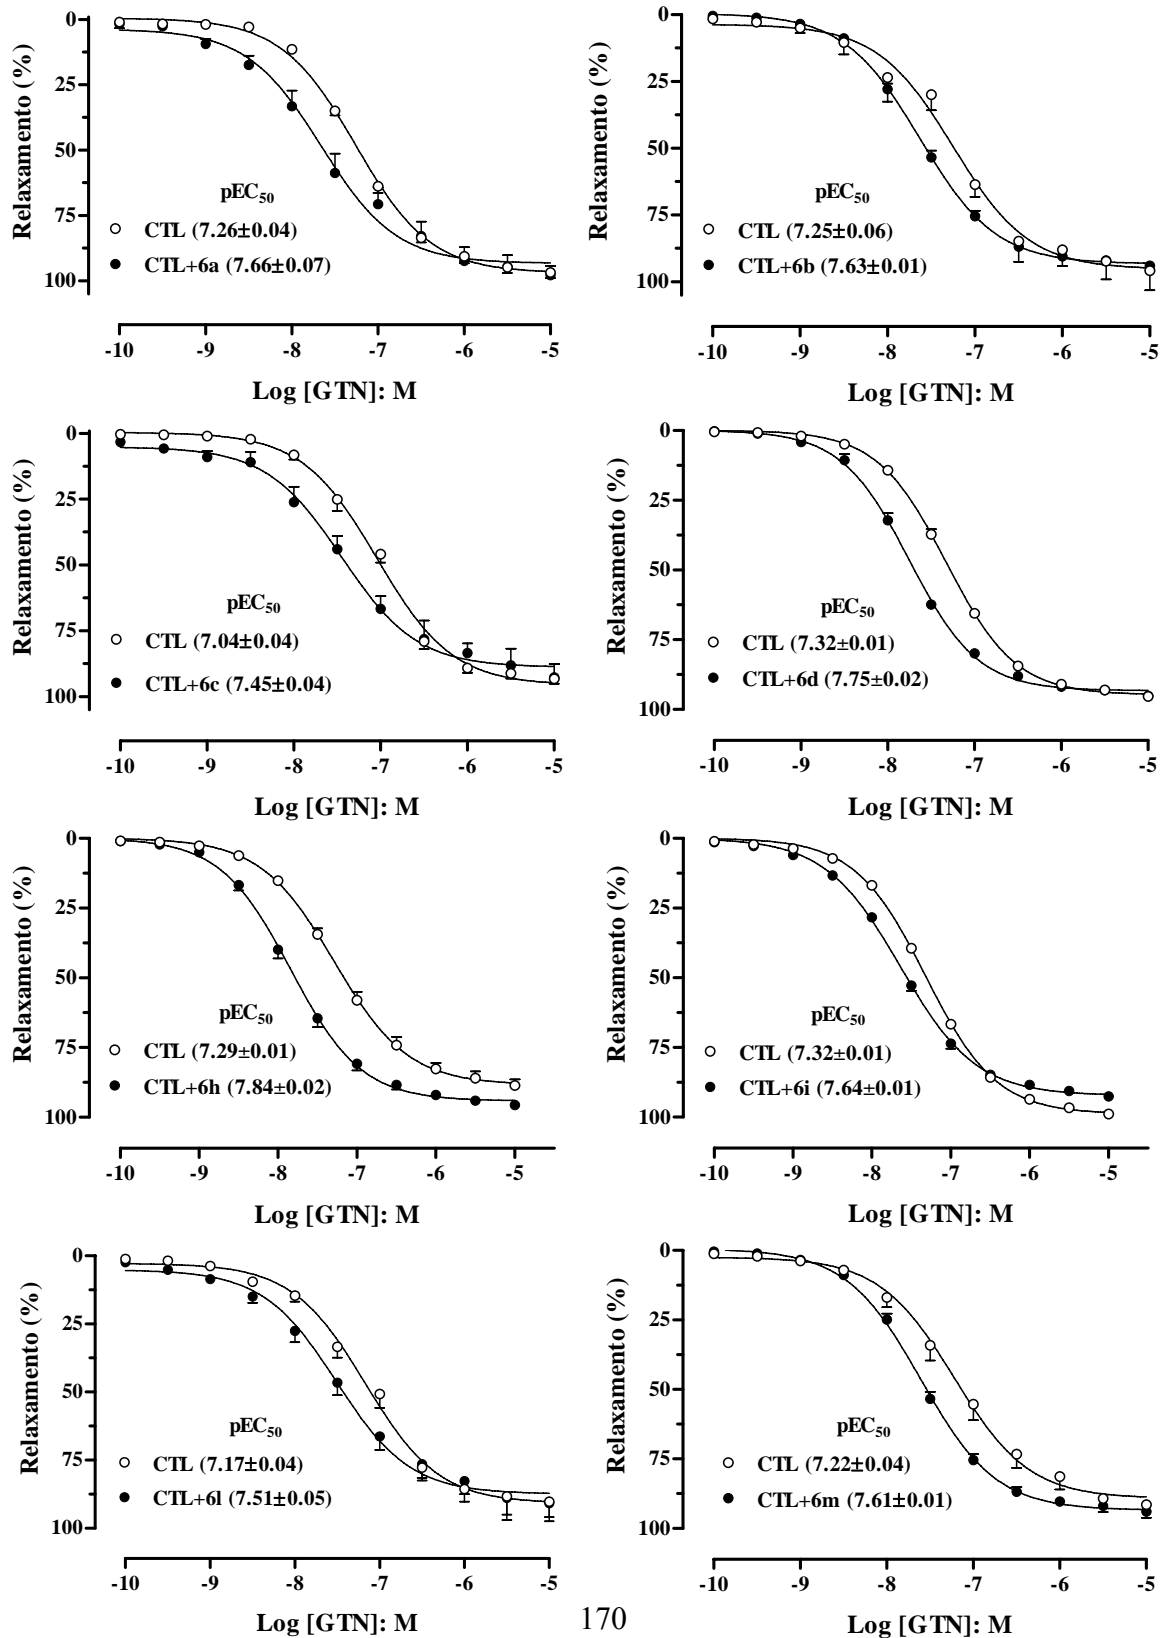 Relaxamento (%)
0
25
50
75
100
pEC50
CTL (7.26±0.04)
CTL+6a (7.66±0.07)
-10 -9 -8 -7 -6 -5
Log [GTN]: M
Relaxamento (%)
0
25
50
75
100
pEC50
CTL (7.25±0.06)
CTL+6b (7.63±0.01)
-10 -9 -8 -7 -6 -5
Log [GTN]: M
Relaxamento (%)
0
25
50
75
100
pEC50
CTL (7.04±0.04)
CTL+6c (7.45±0.04)
-10 -9 -8 -7 -6 -5
Log [GTN]: M
Relaxamento (%)
0
25
50
75
100
pEC50
CTL (7.32±0.01)
CTL+6d (7.75±0.02)
-10 -9 -8 -7 -6 -5
Log [GTN]: M
Relaxamento (%)
0
25
50
75
100
pEC50
CTL (7.29±0.01)
CTL+6h (7.84±0.02)
-10 -9 -8 -7 -6 -5
Log [GTN]: M
Relaxamento (%)
0
25
50
75
100
pEC50
CTL (7.32±0.01)
CTL+6i (7.64±0.01)
-10 -9 -8 -7 -6 -5
Log [GTN]: M
Relaxamento (%)
0
25
50
75
100
pEC50
CTL (7.17±0.04)
CTL+6l (7.51±0.05)
-10 -9 -8 -7 -6 -5
Log [GTN]: M
Relaxamento (%)
0
25
50
75
100
pEC50
CTL (7.22±0.04)
CTL+6m (7.61±0.01)
-10 -9 -8 -7 -6 -5
Log [GTN]: M
170